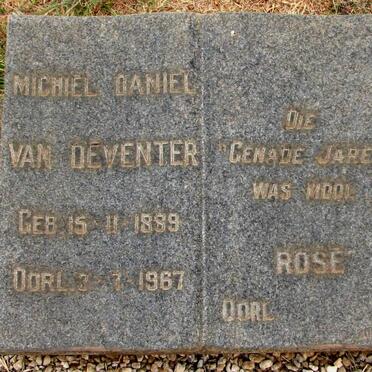 MICHIEL DANIEL
VAN DEVENTER
GEB. 15-11-1889
OORL. 3-7-1967
DIE
"GENADE JARE
WAS MOOI.
ROSE"
OORL.